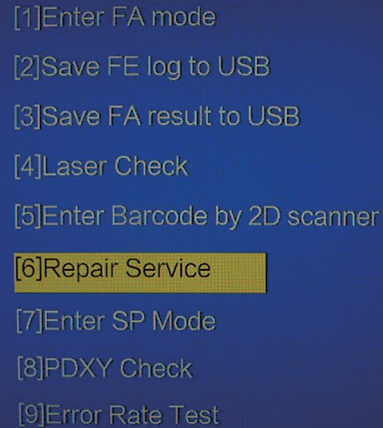 [1]Enter FA mode
[2]Save FE log to USB
[3]Save FA result to USB
[4]Laser Check
[5]Enter Barcode by 2D scanner
[6]Repair Service
[7]Enter SP Mode
[8]PDXY Check
[9]Error Rate Test